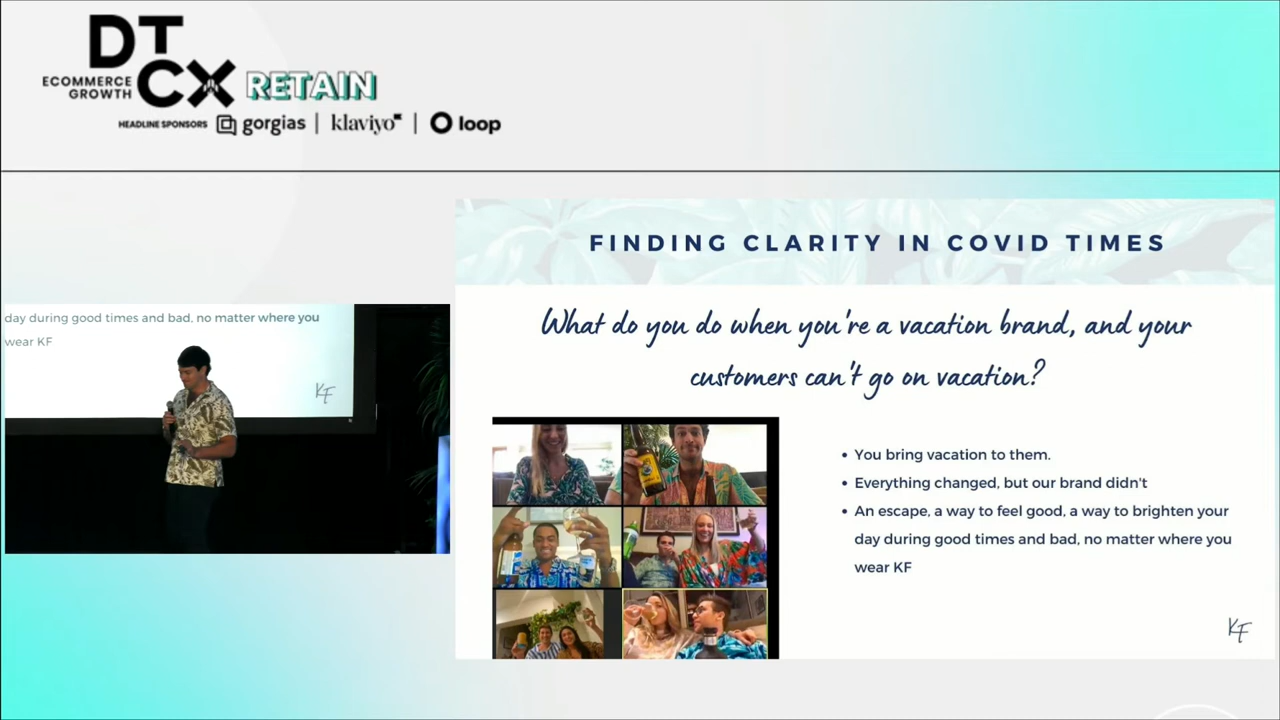 DT
CX
ECOMMERCE
GROWTH
RETAIN
HEADLINE SPONSORS gorgias | klaviyo | loop
FINDING CLARITY IN COVID TIMES
What do you do when you're a vacation brand, and your
customers can't go on vacation?
• You bring vacation to them.
• Everything changed, but our brand didn't
• An escape, a way to feel good, a way to brighten your
day during good times and bad, no matter where you
wear KF
KF
day during good times and bad, no matter where you
wear KF
KF